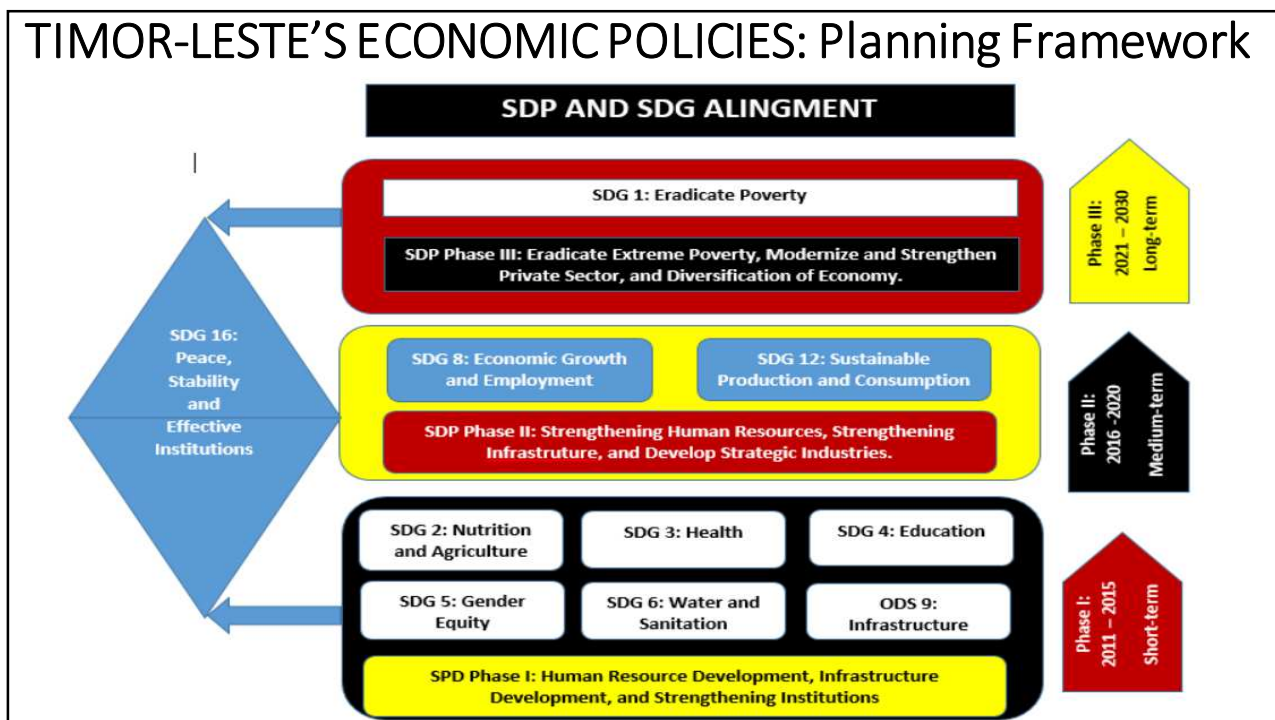 TIMOR-LESTE'S ECONOMIC POLICIES: Planning Framework
SDP AND SDG ALINGMENT
SDG 1: Eradicate Poverty
SDP Phase III: Eradicate Extreme Poverty, Modernize and Strengthen
Private Sector, and Diversification of Economy.
Phase III:
2021 – 2030
Long-term
SDG 16:
Peace,
Stability
and
Effective
Institutions
SDG 8: Economic Growth
and Employment
SDG 12: Sustainable
Production and Consumption
SDP Phase II: Strengthening Human Resources, Strengthening
Infrastruture, and Develop Strategic Industries.
Phase II:
2016 -2020
Medium-term
SDG 2: Nutrition
and Agriculture
SDG 3: Health
SDG 4: Education
SDG 5: Gender
Equity
SDG 6: Water and
Sanitation
ODS 9:
Infrastructure
SPD Phase I: Human Resource Development, Infrastructure
Development, and Strengthening Institutions
Phase I:
2011 – 2015
Short-term